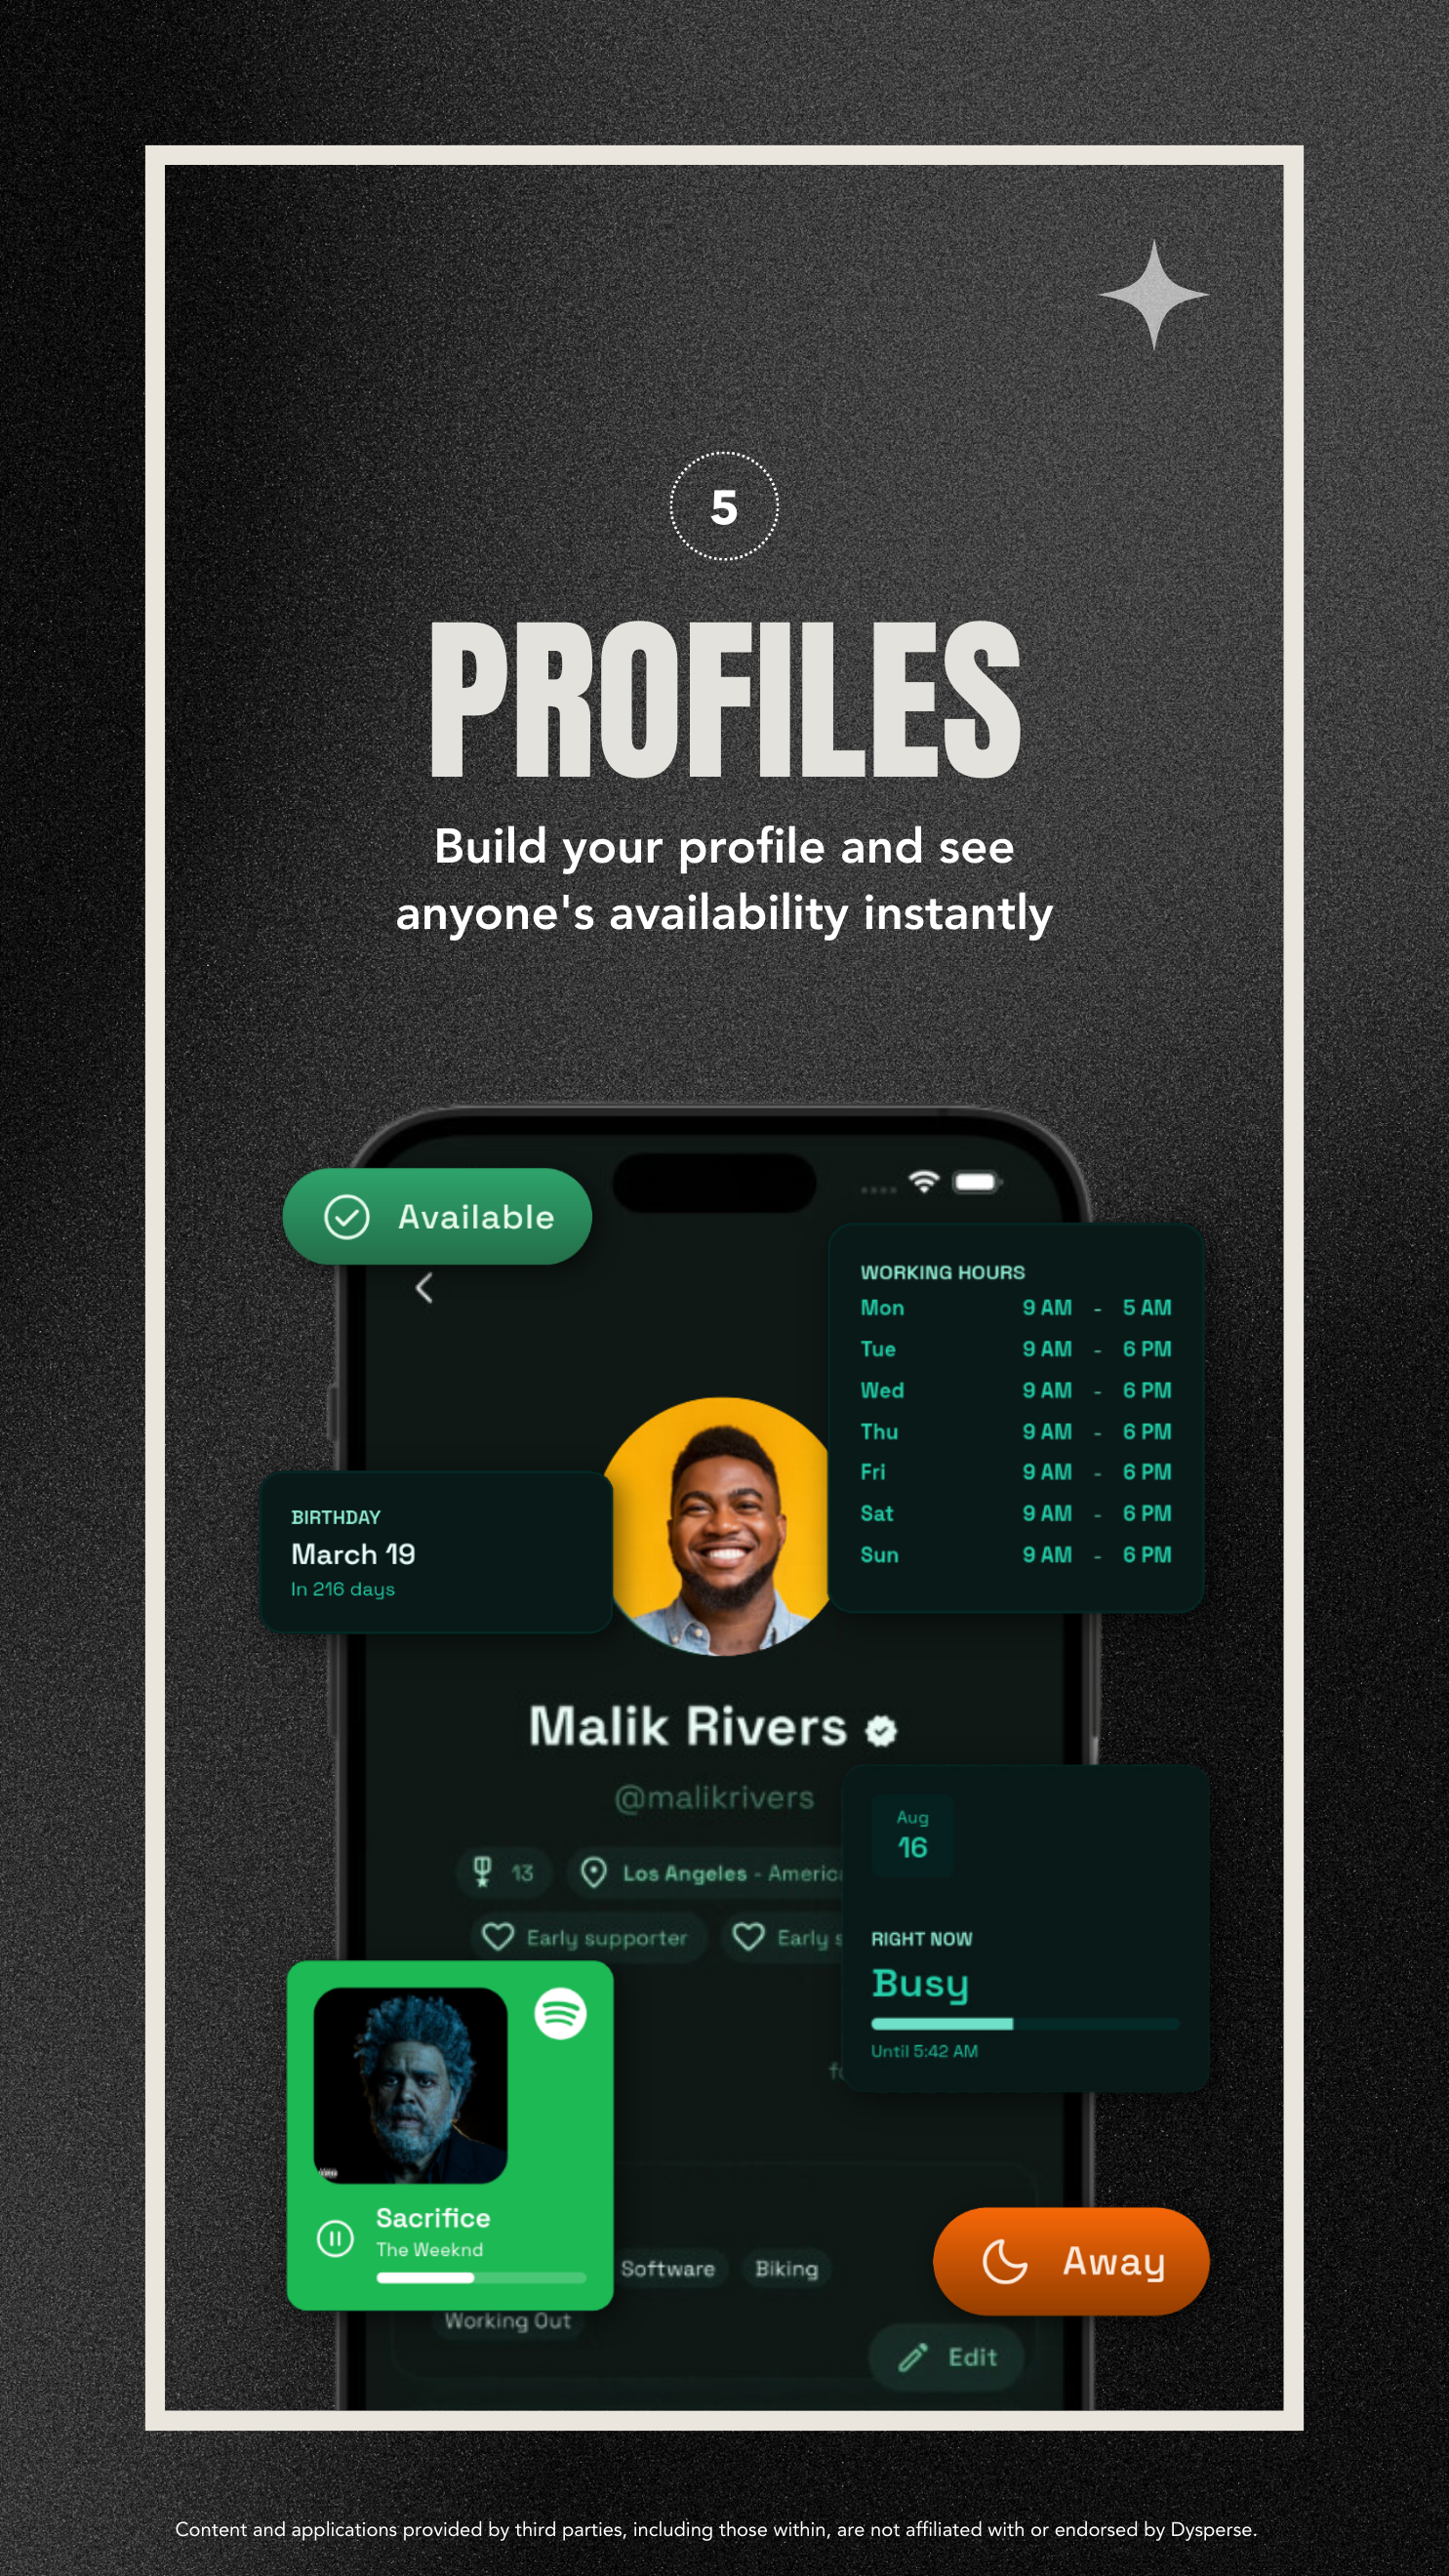 5
PROFILES
Build your profile and see
anyone's availability instantly
Available
WORKING HOURS
Mon 9 AM - 5 AM
Tue 9 AM - 6 PM
Wed 9 AM - 6 PM
Thu 9 AM - 6 PM
Fri 9 AM - 6 PM
Sat 9 AM - 6 PM
Sun 9 AM - 6 PM
BIRTHDAY
March 19
In 216 days
Malik Rivers
@malikrivers
13 Los Angeles - Americ
Early supporter Early s
Aug
16
RIGHT NOW
Busy
Until 5:42 AM
Sacrifice
The Weeknd
Software Biking
Working Out
Away
Edit
Content and applications provided by third parties, including those within, are not affiliated with or endorsed by Dysperse.